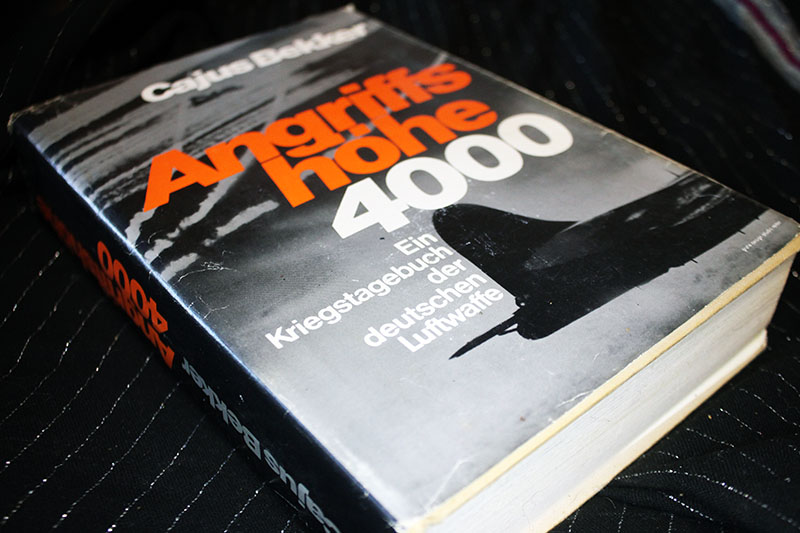 Cajus Bekker
Angriffs
höhe
4000
Ein
Kriegstagebuch
der
deutschen
Luftwaffe
4000
Cajus Bekker